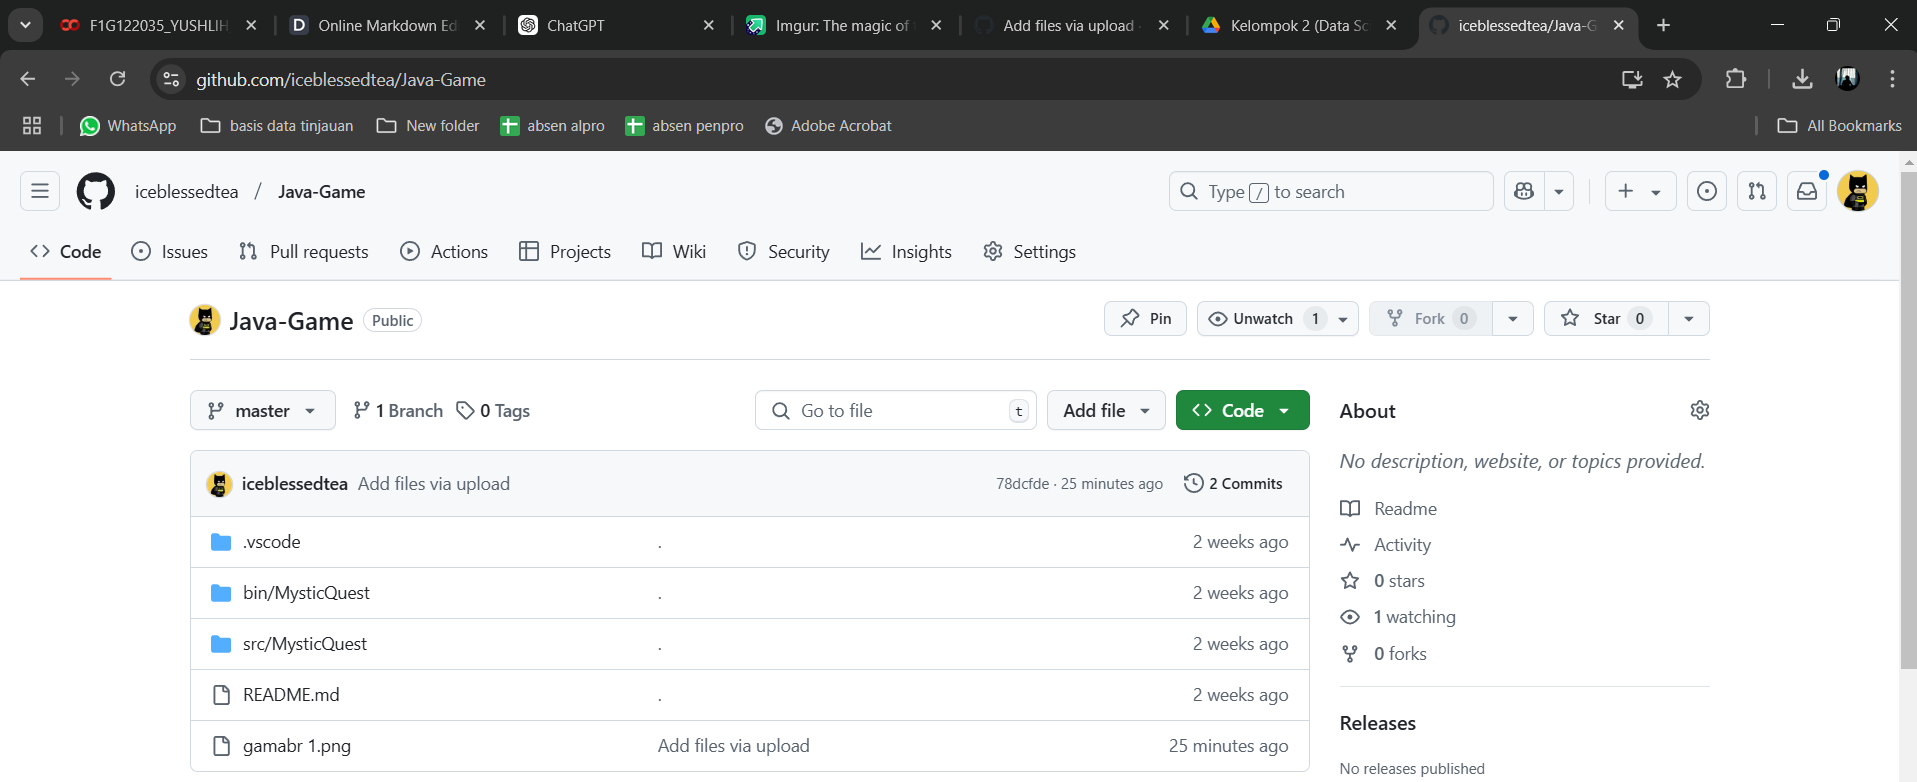 F1G122035_YUSHLIH
Online Markdown Ed
ChatGPT
Imgur: The magic of
Add files via upload
Kelompok 2 (Data Sc
iceblessedtea/Java-G
github.com/iceblessedtea/Java-Game
WhatsApp
basis data tinjauan
New folder
absen alpro
absen penpro
Adobe Acrobat
All Bookmarks
iceblessedtea / Java-Game
Type / to search
Code
Issues
Pull requests
Actions
Projects
Wiki
Security
Insights
Settings
Java-Game Public
Pin
Unwatch 1
Fork 0
Star 0
master
1 Branch
0 Tags
Go to file t
Add file
Code
iceblessedtea Add files via upload 78dcfde · 25 minutes ago 2 Commits
.vscode . 2 weeks ago
bin/MysticQuest . 2 weeks ago
src/MysticQuest . 2 weeks ago
README.md . 2 weeks ago
gamabr 1.png Add files via upload 25 minutes ago
About
No description, website, or topics provided.
Readme
Activity
0 stars
1 watching
0 forks
Releases
No releases published